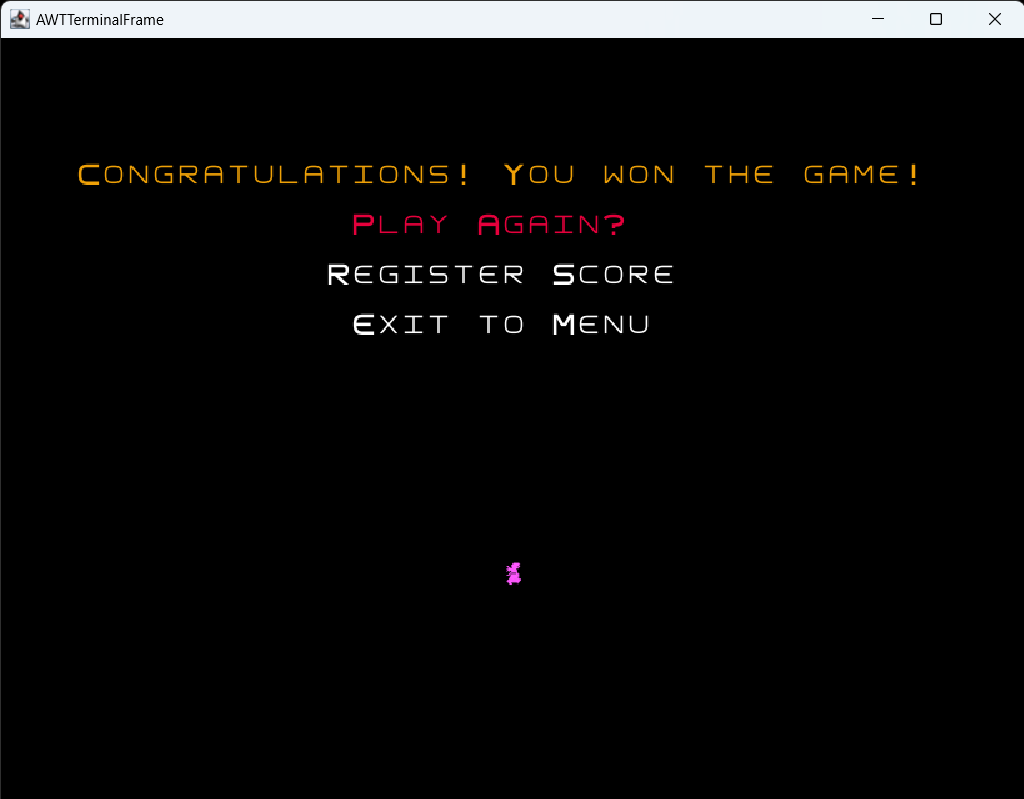 AWTTerminalFrame
Congratulations! You won the game!
Play Again?
Register Score
Exit to Menu